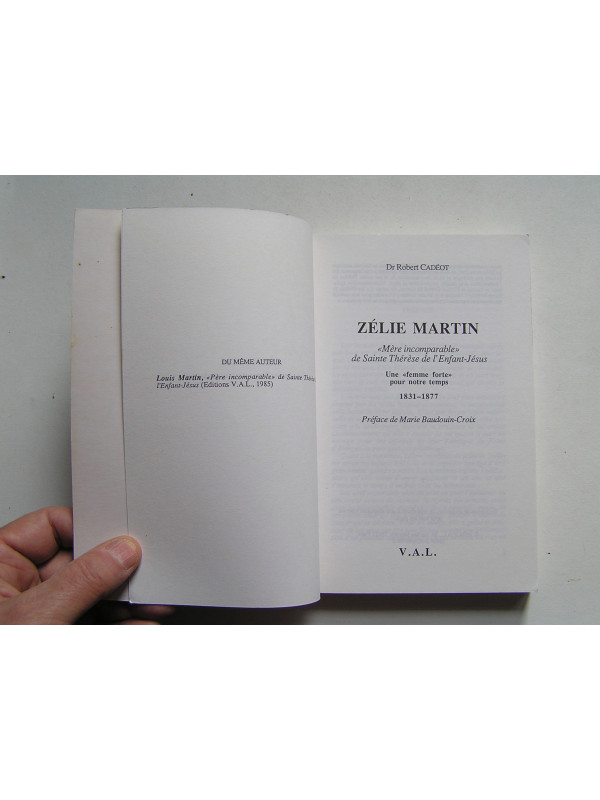 DU MÊME AUTEUR
Louis Martin, «Père incomparable» de Sainte
l'Enfant-Jésus (Editions V.A.L., 1985)
Dr Robert CADÉOT
ZÉLIE MARTIN
«Mère incomparable»
de Sainte Thérèse de l'Enfant-Jésus
Une «femme forte»
pour notre temps
1831–1877
Préface de Marie Baudouin-Croix
V.A.L.